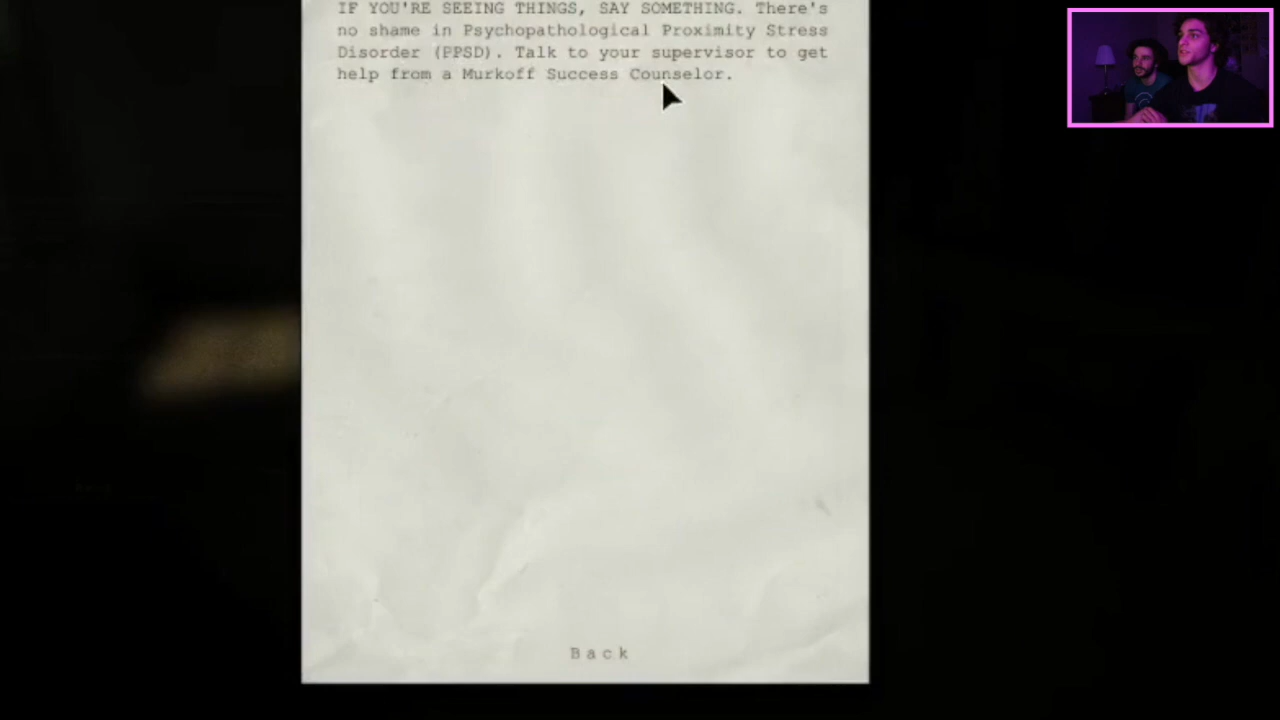 IF YOU'RE SEEING THINGS, SAY SOMETHING. There's
no shame in Psychopathological Proximity Stress
Disorder (PPSD). Talk to your supervisor to get
help from a Murkoff Success Counselor.
Back